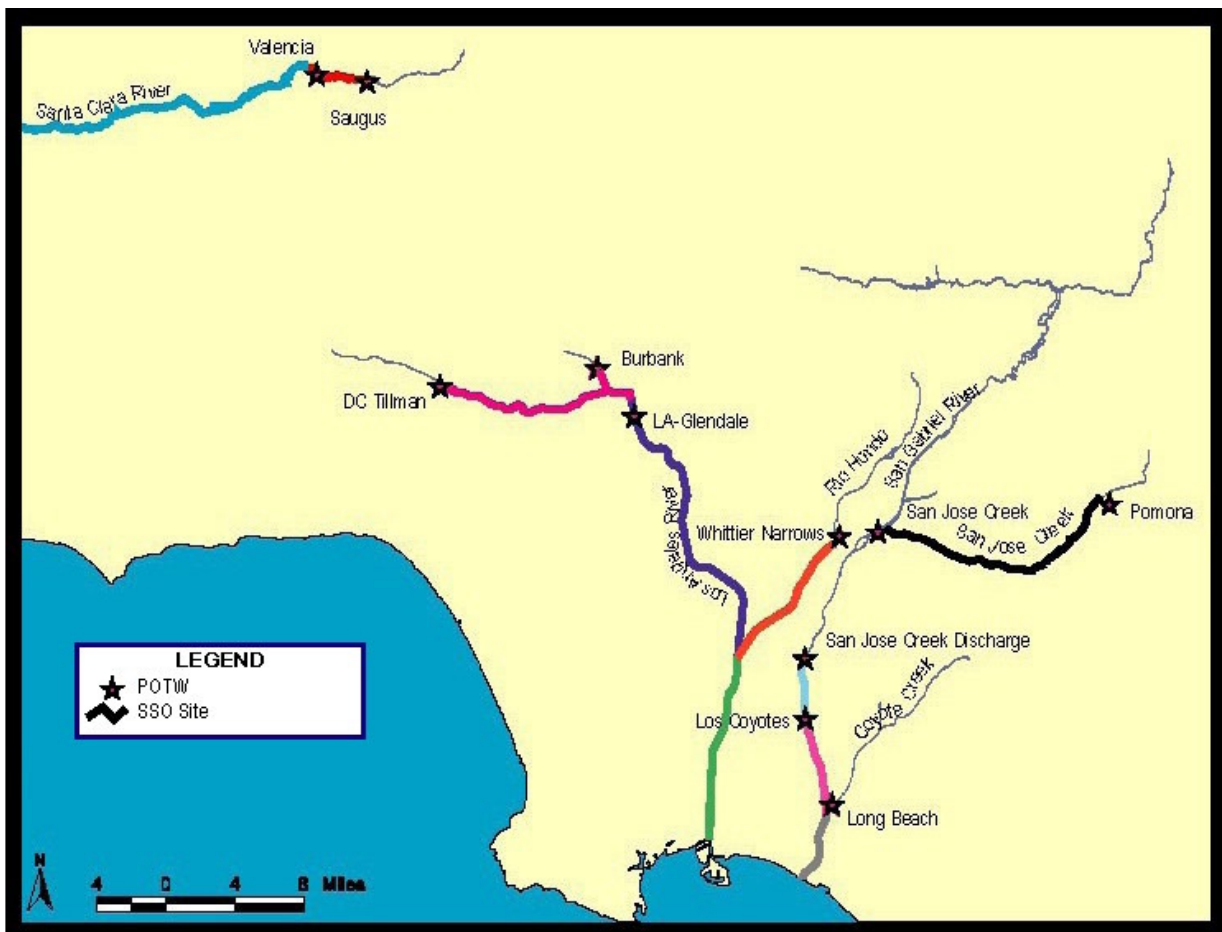 Valencia
Santa Clara River
Saugus
Burbank
DC Tillman
LA-Glendale
Rio Hondo
San Gabriel River
Los Angeles River
Whittier Narrows
San Jose Creek
San Jose Creek
Pomona
San Jose Creek Discharge
Coyote Creek
Los Coyotes
Long Beach
LEGEND
POTW
SSO Site
N
4 0 4 8 Miles